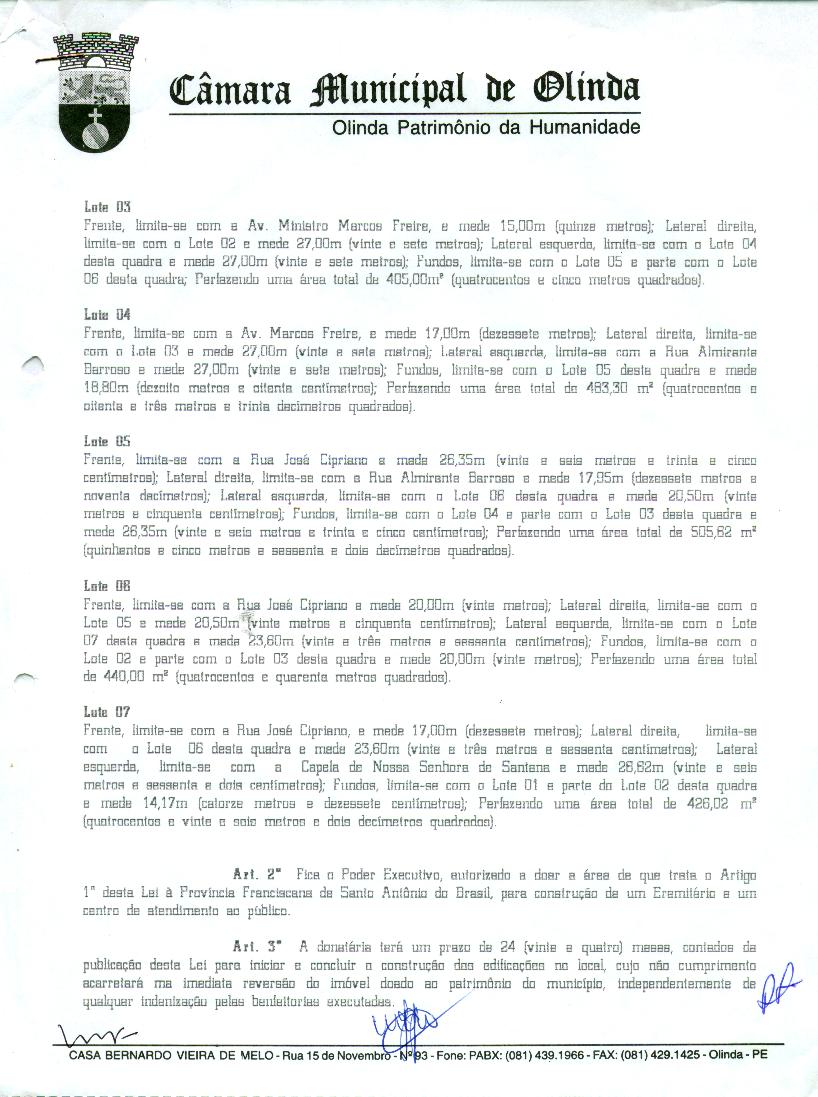 Câmara Municipal de Olinda
Olinda Patrimônio da Humanidade
Lote 03
Frente, limita-se com a Av. Ministro Marcos Freire, e mede 15,00m (quinze metros); Lateral direita,
limita-se com o Lote 02 e mede 27,00m (vinte e sete metros); Lateral esquerda, limita-se com o Lote 04
desta quadra e mede 27,00m (vinte e sete metros); Fundos, limita-se com o Lote 05 e parte com o Lote
06 desta quadra; Perfazendo uma área total de 405,00m² (quatrocentos e cinco metros quadrados).
Lote 04
Frente, limita-se com a Av. Marcos Freire, e mede 17,00m (dezessete metros); Lateral direita, limita-se
com o Lote 03 e mede 27,00m (vinte e sete metros); Lateral esquerda, limita-se com a Rua Almirante
Barroso e mede 27,00m (vinte e sete metros); Fundos, limita-se com o Lote 05 desta quadra e mede
18,80m (dezoito metros e oitenta centímetros); Perfazendo uma área total de 483,30 m² (quatrocentos e
oitenta e três metros e trinta decímetros quadrados).
Lote 05
Frente, limita-se com a Rua José Cipriano e mede 26,35m (vinte e seis metros e trinta e cinco
centímetros); Lateral direita, limita-se com a Rua Almirante Barroso e mede 17,95m (dezessete metros e
noventa decímetros); Lateral esquerda, limita-se com o Lote 06 desta quadra e mede 20,50m (vinte
metros e cinquenta centímetros); Fundos, limita-se com o Lote 04 e parte com o Lote 03 desta quadra e
mede 26,35m (vinte e seis metros e trinta e cinco centímetros); Perfazendo uma área total de 505,62 m²
(quinhentos e cinco metros e sessenta e dois decímetros quadrados).
Lote 06
Frente, limita-se com a Rua José Cipriano e mede 20,00m (vinte metros); Lateral direita, limita-se com o
Lote 05 e mede 20,50m (vinte metros e cinquenta centímetros); Lateral esquerda, limita-se com o Lote
07 desta quadra e mede 23,60m (vinte e três metros e sessenta centímetros); Fundos, limita-se com o
Lote 02 e parte com o Lote 03 desta quadra e mede 20,00m (vinte metros); Perfazendo uma área total
de 440,00 m² (quatrocentos e quarenta metros quadrados).
Lote 07
Frente, limita-se com a Rua José Cipriano, e mede 17,00m (dezessete metros); Lateral direita, limita-se
com o Lote 06 desta quadra e mede 23,60m (vinte e três metros e sessenta centímetros); Lateral
esquerda, limita-se com a Capela de Nossa Senhora de Santana e mede 26,62m (vinte e seis
metros e sessenta e dois centímetros); Fundos, limita-se com o Lote 01 e parte do Lote 02 desta quadra
e mede 14,17m (catorze metros e dezessete centímetros); Perfazendo uma área total de 426,02 m²
(quatrocentos e vinte e seis metros e dois decímetros quadrados).
Art. 2º Fica o Poder Executivo, autorizado a doar a área de que trata o Artigo
1º desta Lei à Província Franciscana de Santo Antônio do Brasil, para construção de um Eremitério e um
centro de atendimento ao público.
Art. 3º A donatária terá um prazo de 24 (vinte e quatro) meses, contados da
publicação desta Lei para iniciar e concluir o construção das edificações no local, cujo não cumprimento
acarretará ma imediata reversão do imóvel doado ao patrimônio do município, independentemente de
qualquer indenização pelas benfeitorias executadas.
CASA BERNARDO VIEIRA DE MELO - Rua 15 de Novembro - Nº 93 - Fone: PABX: (081) 439.1966 - FAX: (081) 429.1425 - Olinda - PE